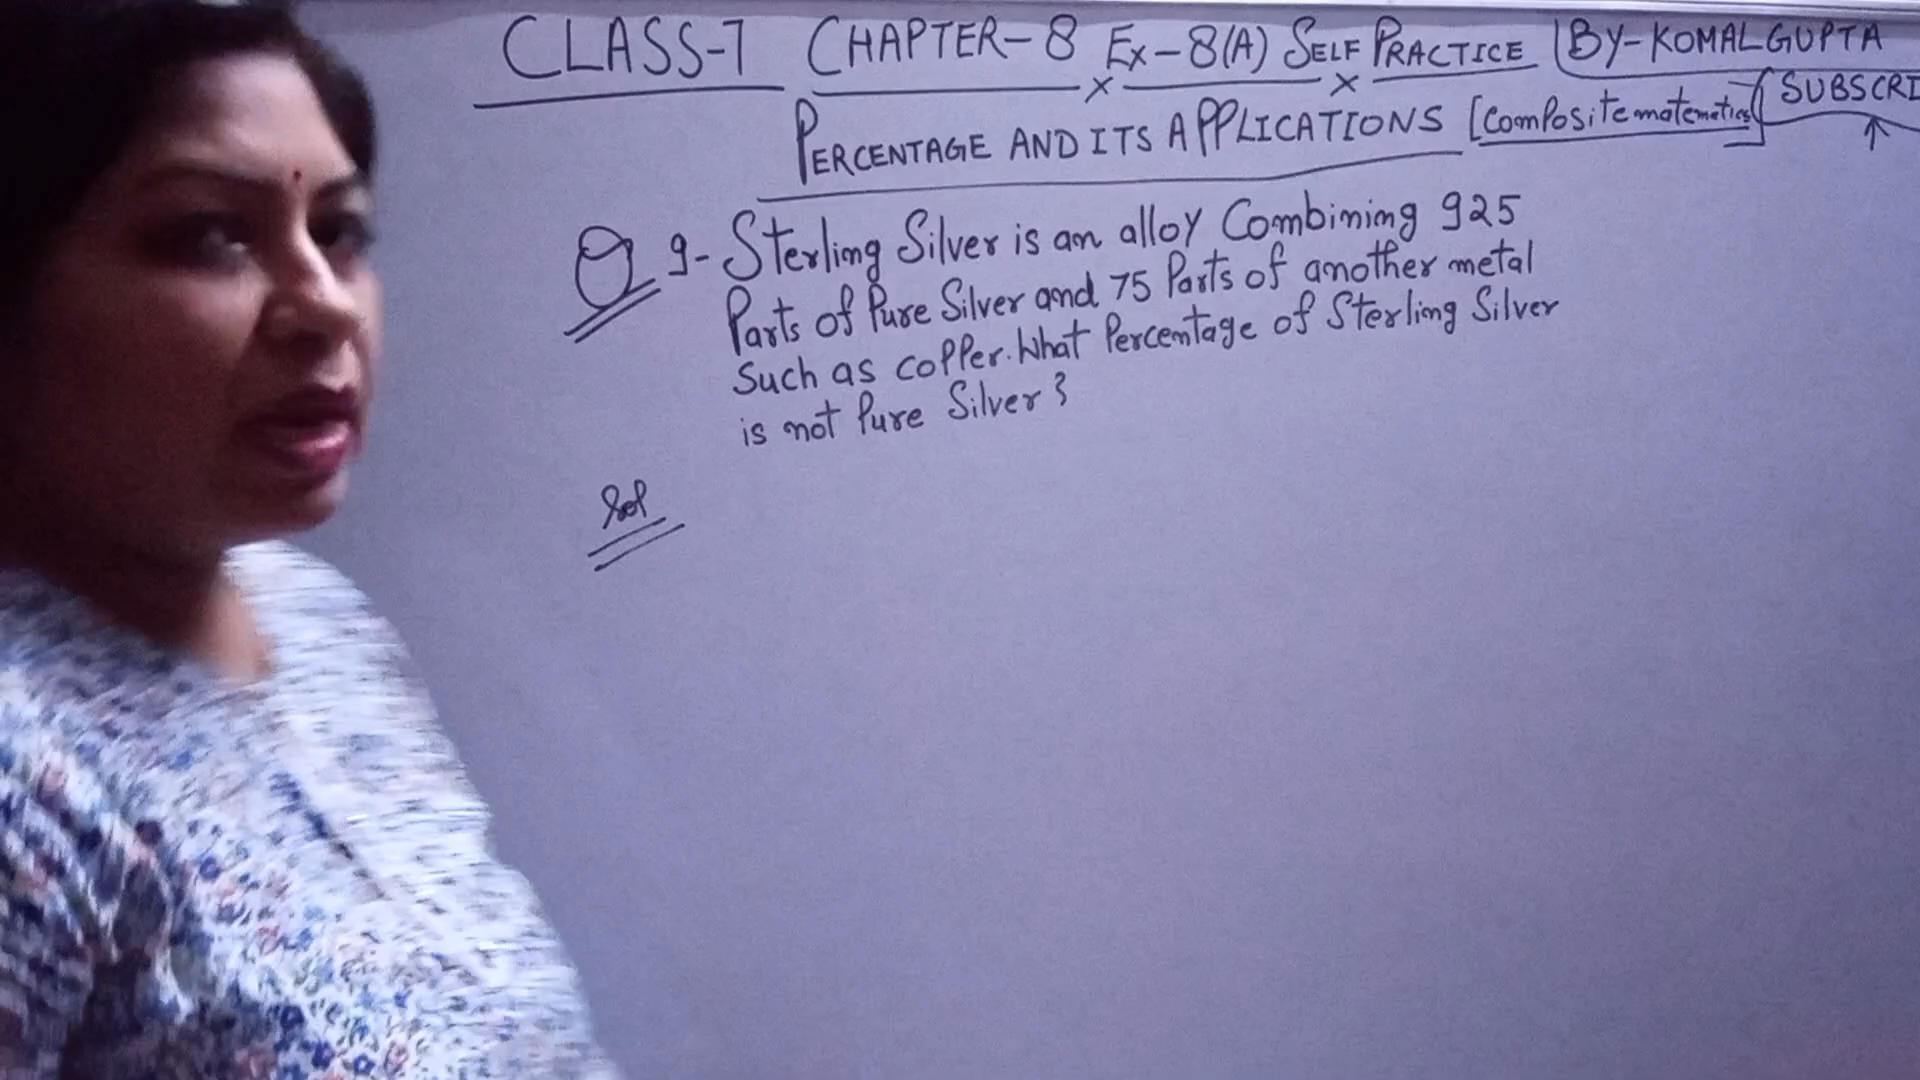 CLASS-7 CHAPTER-8 EX-8(A) SELF PRACTICE BY-KOMAL GUPTA
PERCENTAGE AND ITS APPLICATIONS [Composite matematics] SUBSCRI
Q 9- Sterling Silver is an alloy Combining 925
Parts of Pure Silver and 75 Parts of another metal
Such as copper. What Percentage of Sterling Silver
is not Pure Silver?
Sol